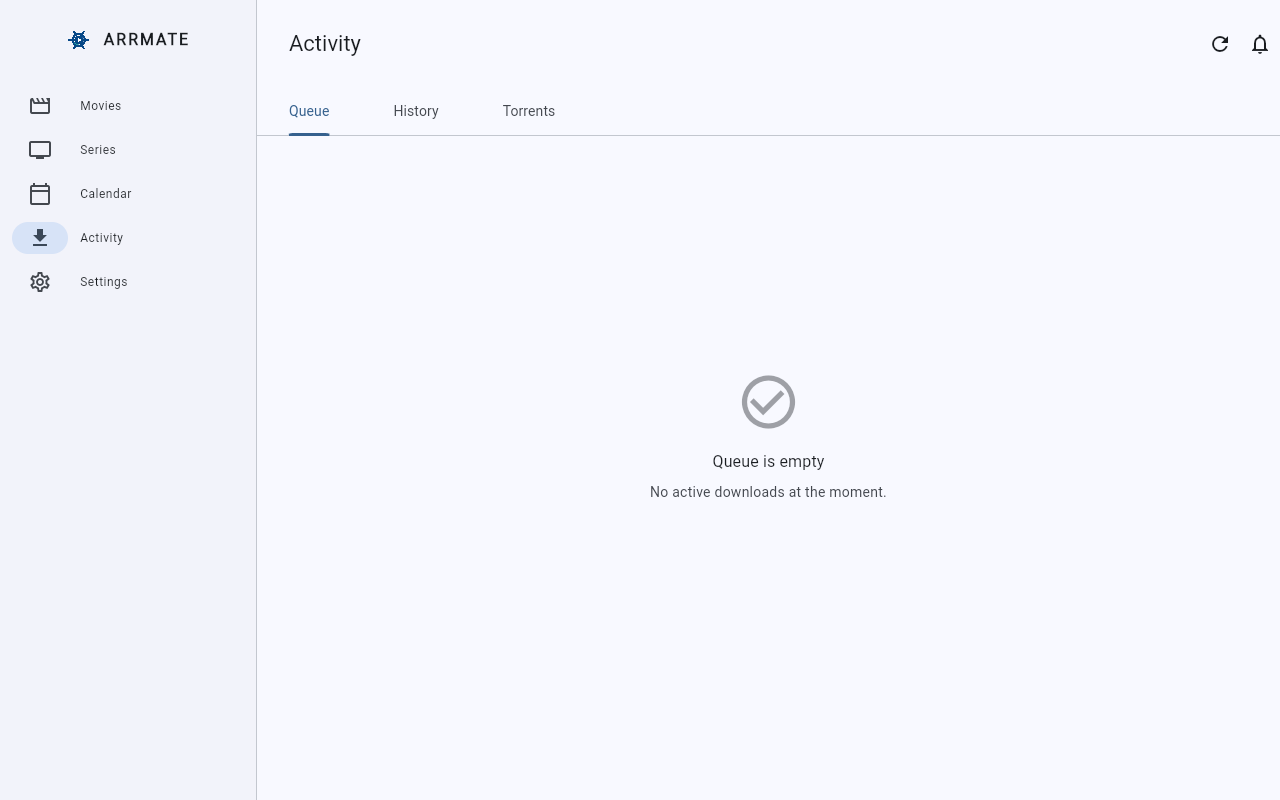 ARRMATE
Movies
Series
Calendar
Activity
Settings
Activity
Queue
History
Torrents
Queue is empty
No active downloads at the moment.